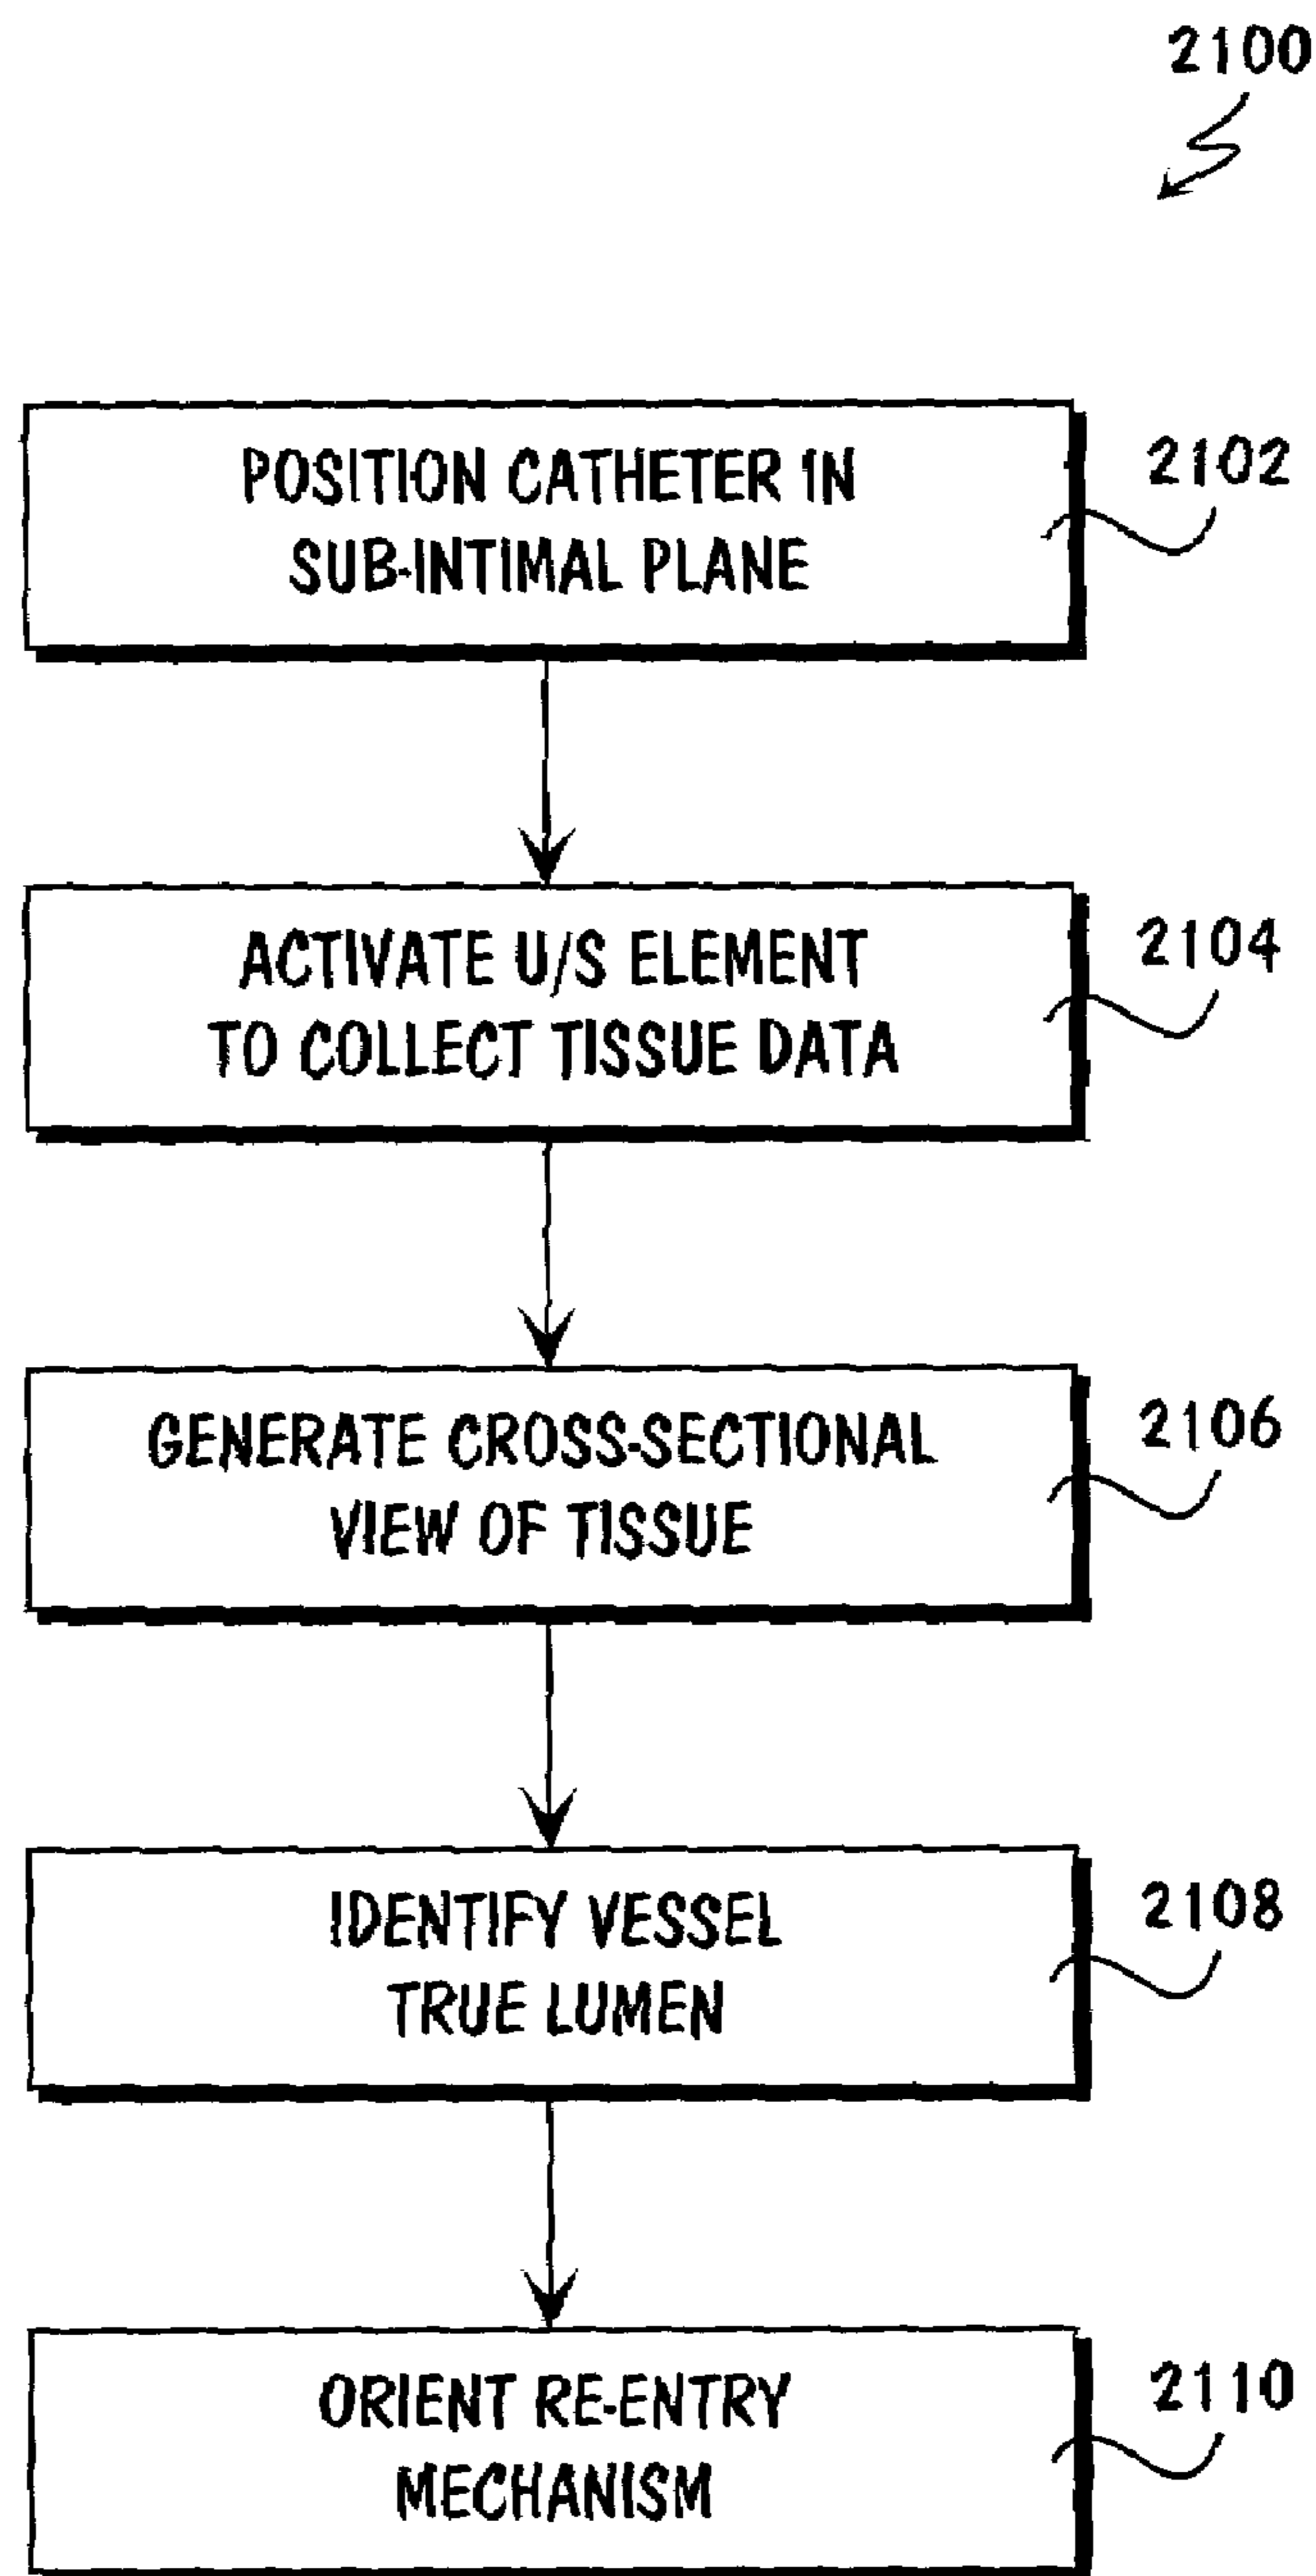 2100
POSITION CATHETER IN
SUB-INTIMAL PLANE
2102
ACTIVATE U/S ELEMENT
TO COLLECT TISSUE DATA
2104
GENERATE CROSS-SECTIONAL
VIEW OF TISSUE
2106
IDENTIFY VESSEL
TRUE LUMEN
2108
ORIENT RE-ENTRY
MECHANISM
2110